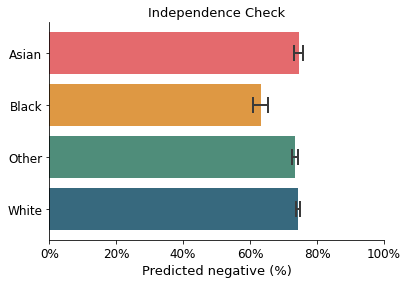 Independence Check
Asian
Black
Other
White
0% 20% 40% 60% 80% 100%
Predicted negative (%)